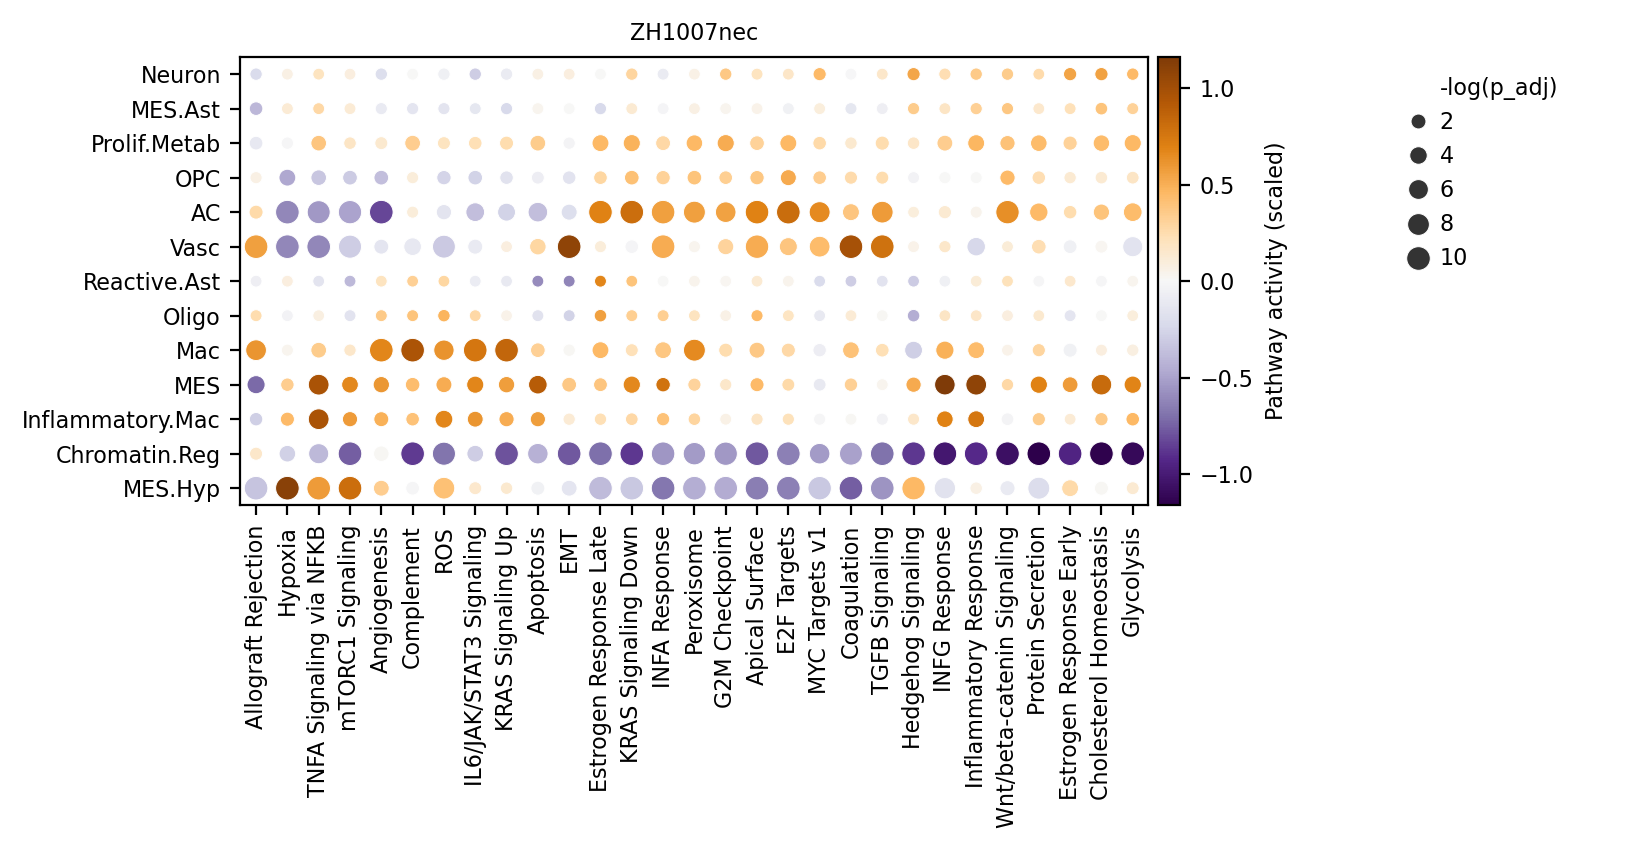 ZH1007nec
Neuron
MES.Ast
Prolif.Metab
OPC
AC
Vasc
Reactive.Ast
Oligo
Mac
MES
Inflammatory.Mac
Chromatin.Reg
MES.Hyp
Allograft Rejection
Hypoxia
TNFA Signaling via NFKB
mTORC1 Signaling
Angiogenesis
Complement
ROS
IL6/JAK/STAT3 Signaling
KRAS Signaling Up
Apoptosis
EMT
Estrogen Response Late
KRAS Signaling Down
INFA Response
Peroxisome
G2M Checkpoint
Apical Surface
E2F Targets
MYC Targets v1
Coagulation
TGFB Signaling
Hedgehog Signaling
INFG Response
Inflammatory Response
Wnt/beta-catenin Signaling
Protein Secretion
Estrogen Response Early
Cholesterol Homeostasis
Glycolysis
1.0
0.5
0.0
−0.5
−1.0
Pathway activity (scaled)
-log(p_adj)
2
4
6
8
10